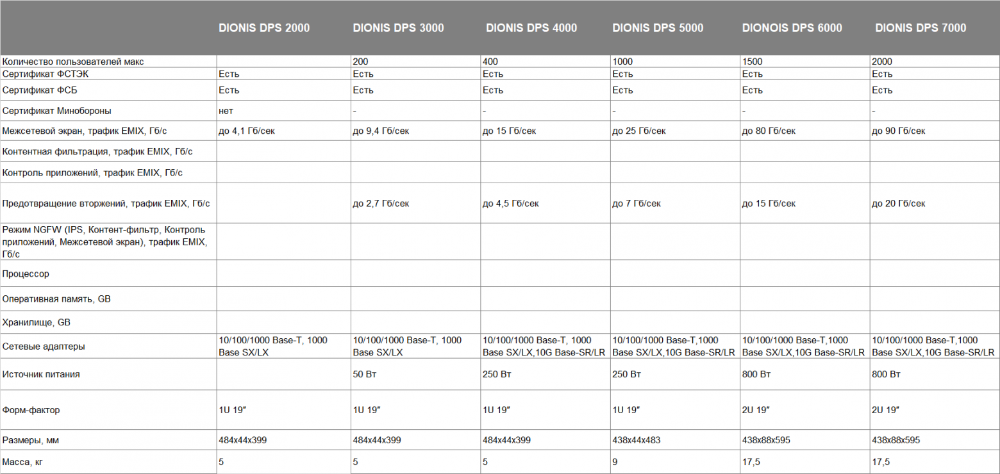 DIONIS DPS 2000 DIONIS DPS 3000 DIONIS DPS 4000 DIONIS DPS 5000 DIONOIS DPS 6000 DIONIS DPS 7000
Количество пользователей макс 200 400 1000 1500 2000
Сертификат ФСТЭК Есть Есть Есть Есть Есть Есть
Сертификат ФСБ Есть Есть Есть Есть Есть Есть
Сертификат Минобороны нет - - - - -
Межсетевой экран, трафик EMIX, Гб/с до 4,1 Гб/сек до 9,4 Гб/сек до 15 Гб/сек до 25 Гб/сек до 80 Гб/сек до 90 Гб/сек
Контентная фильтрация, трафик EMIX, Гб/с
Контроль приложений, трафик EMIX, Гб/с
Предотвращение вторжений, трафик EMIX, Гб/с до 2,7 Гб/сек до 4,5 Гб/сек до 7 Гб/сек до 15 Гб/сек до 20 Гб/сек
Режим NGFW (IPS, Контент-фильтр, Контроль
приложений, Межсетевой экран), трафик EMIX,
Гб/с
Процессор
Оперативная память, GB
Хранилище, GB
Сетевые адаптеры
10/100/1000 Base-T, 1000
Base SX/LX
10/100/1000 Base-T, 1000
Base SX/LX
10/100/1000 Base-T, 1000
Base SX/LX,10G Base-SR/LR
10/100/1000 Base-T,1000
Base SX/LX,10G Base-SR/LR
10/100/1000 Base-T,1000
Base SX/LX,10G Base-SR/LR
10/100/1000 Base-T,1000
Base SX/LX,10G Base-SR/LR
Источник питания 50 Вт 250 Вт 250 Вт 800 Вт 800 Вт
Форм-фактор 1U 19″ 1U 19″ 1U 19″ 1U 19″ 2U 19″ 2U 19″
Размеры, мм 484x44x399 484x44x399 484x44x399 438x44x483 438x88x595 438x88x595
Масса, кг 5 5 5 9 17,5 17,5